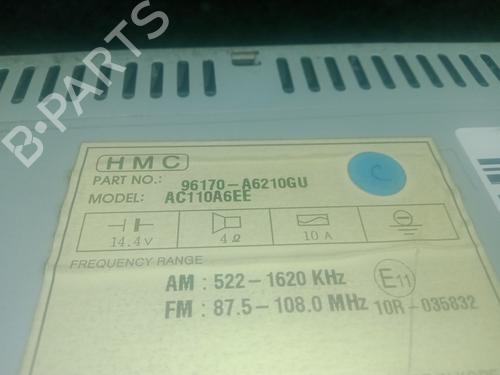 B·PARTS
HMC
C
PART NO.: 96170-A6210GU
MODEL: AC110A6EE
14.4V 4Ω 10 A
FREQUENCY RANGE
AM : 522-1620 KHz
FM : 87.5-108.0 MHz
E11
10R-035832